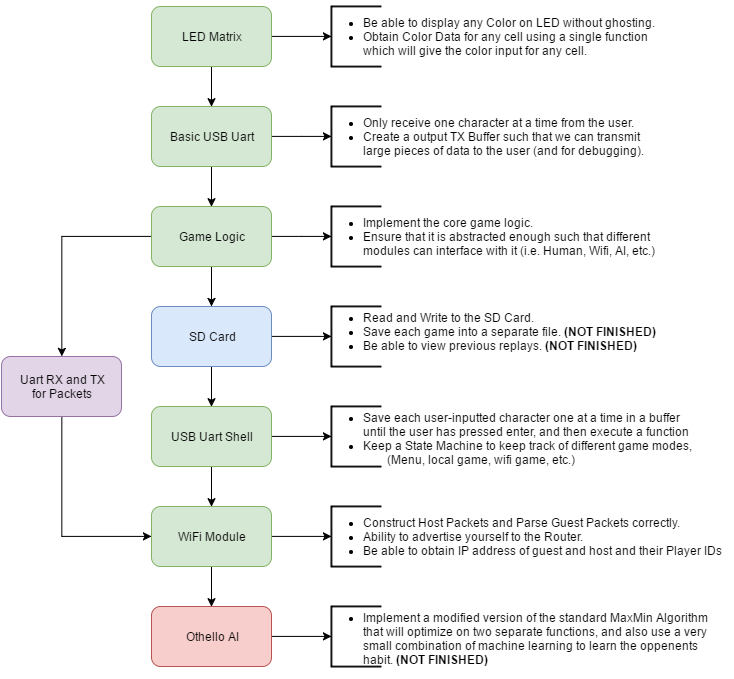 LED Matrix
• Be able to display any Color on LED without ghosting.
• Obtain Color Data for any cell using a single function
which will give the color input for any cell.
Basic USB Uart
• Only receive one character at a time from the user.
• Create a output TX Buffer such that we can transmit
large pieces of data to the user (and for debugging).
Game Logic
• Implement the core game logic.
• Ensure that it is abstracted enough such that different
modules can interface with it (i.e. Human, Wifi, AI, etc.)
SD Card
• Read and Write to the SD Card.
• Save each game into a separate file. (NOT FINISHED)
• Be able to view previous replays. (NOT FINISHED)
Uart RX and TX
for Packets
USB Uart Shell
• Save each user-inputted character one at a time in a buffer
until the user has pressed enter, and then execute a function
• Keep a State Machine to keep track of different game modes,
(Menu, local game, wifi game, etc.)
WiFi Module
• Construct Host Packets and Parse Guest Packets correctly.
• Ability to advertise yourself to the Router.
• Be able to obtain IP address of guest and host and their Player IDs
Othello AI
• Implement a modified version of the standard MaxMin Algorithm
that will optimize on two separate functions, and also use a very
small combination of machine learning to learn the oppenents
habit. (NOT FINISHED)